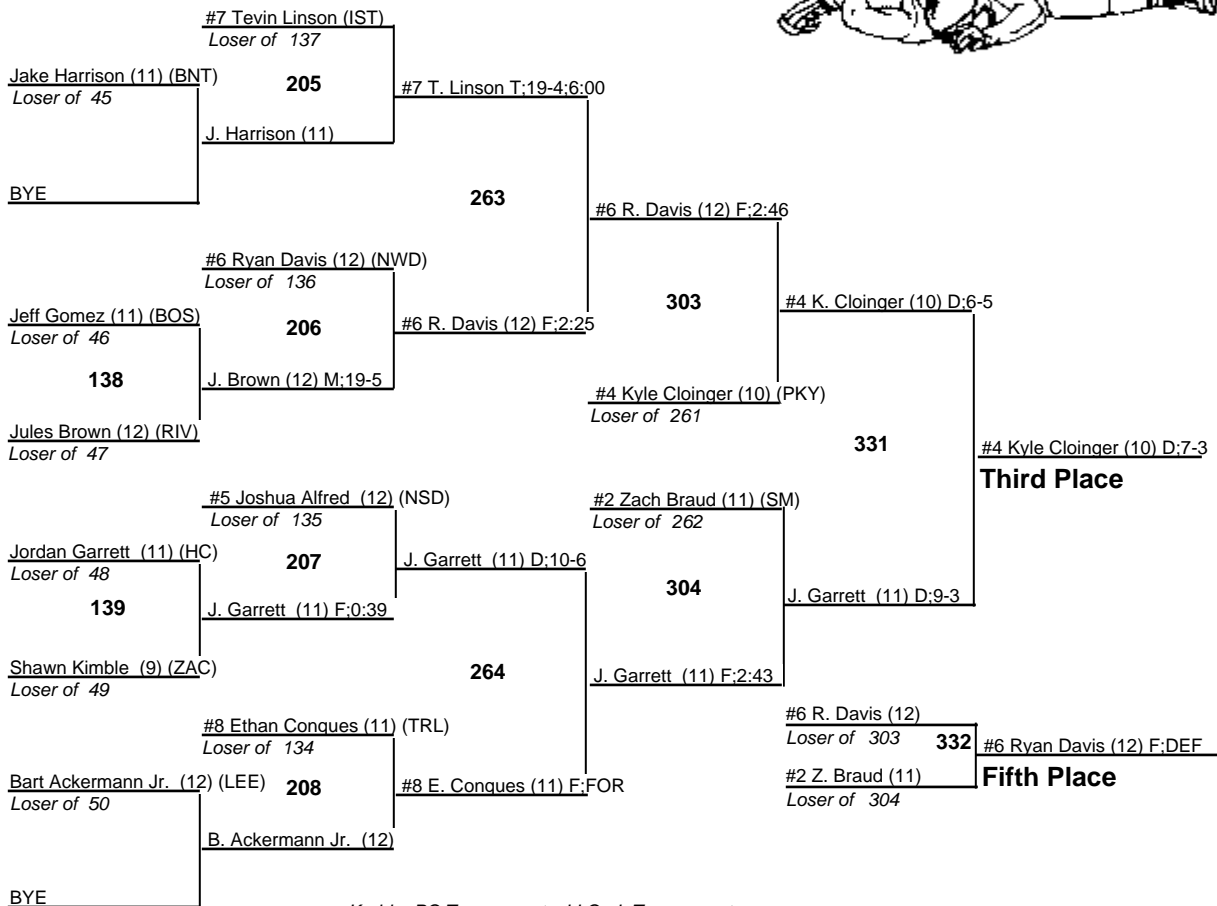 #7 Tevin Linson (IST)
Loser of 137
Jake Harrison (11) (BNT)
Loser of 45
205
#7 T. Linson T;19-4;6:00
J. Harrison (11)
BYE
263
#6 R. Davis (12) F;2:46
#6 Ryan Davis (12) (NWD)
Loser of 136
Jeff Gomez (11) (BOS)
Loser of 46
206
#6 R. Davis (12) F;2:25
303
#4 K. Cloinger (10) D;6-5
138
J. Brown (12) M;19-5
#4 Kyle Cloinger (10) (PKY)
Loser of 261
Jules Brown (12) (RIV)
Loser of 47
331
#4 Kyle Cloinger (10) D;7-3
Third Place
#5 Joshua Alfred (12) (NSD)
Loser of 135
#2 Zach Braud (11) (SM)
Loser of 262
Jordan Garrett (11) (HC)
Loser of 48
207
J. Garrett (11) D;10-6
304
139
J. Garrett (11) F;0:39
J. Garrett (11) D;9-3
Shawn Kimble (9) (ZAC)
Loser of 49
264
J. Garrett (11) F;2:43
#8 Ethan Conques (11) (TRL)
Loser of 134
#6 R. Davis (12)
Loser of 303
332
#6 Ryan Davis (12) F;DEF
Fifth Place
Bart Ackermann Jr. (12) (LEE)
Loser of 50
208
#8 E. Conques (11) F;FOR
#2 Z. Braud (11)
Loser of 304
B. Ackermann Jr. (12)
BYE